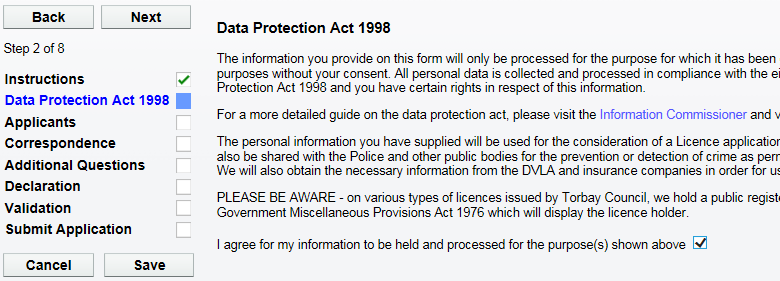 Back Next
Step 2 of 8
Instructions
Data Protection Act 1998
Applicants
Correspondence
Additional Questions
Declaration
Validation
Submit Application
Cancel Save
Data Protection Act 1998
The information you provide on this form will only be processed for the purpose for which it has been
purposes without your consent. All personal data is collected and processed in compliance with the ei
Protection Act 1998 and you have certain rights in respect of this information.
For a more detailed guide on the data protection act, please visit the Information Commissioner and v
The personal information you have supplied will be used for the consideration of a Licence application
also be shared with the Police and other public bodies for the prevention or detection of crime as perm
We will also obtain the necessary information from the DVLA and insurance companies in order for us
PLEASE BE AWARE - on various types of licences issued by Torbay Council, we hold a public registe
Government Miscellaneous Provisions Act 1976 which will display the licence holder.
I agree for my information to be held and processed for the purpose(s) shown above